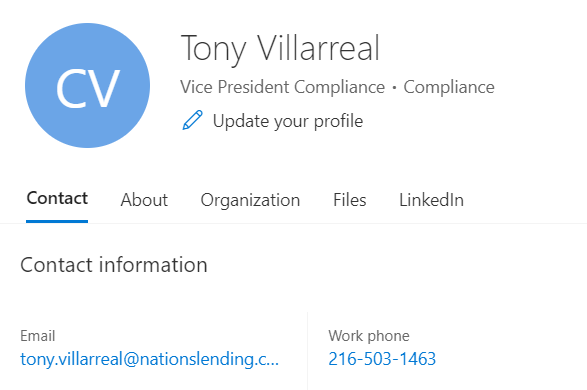 CV
Tony Villarreal
Vice President Compliance • Compliance
Update your profile
Contact About Organization Files LinkedIn
Contact information
Email Work phone
tony.villarreal@nationslending.c... 216-503-1463